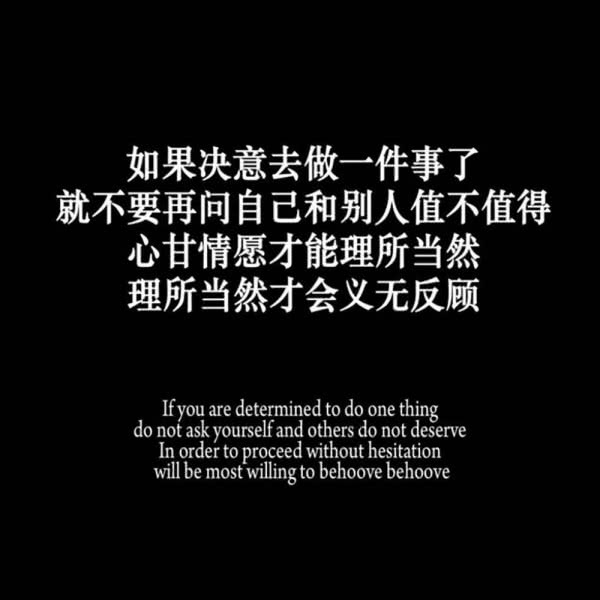 如果决意去做一件事了
就不要再问自己和别人值不值得
心甘情愿才能理所当然
理所当然才会义无反顾
If you are determined to do one thing
do not ask yourself and others do not deserve
In order to proceed without hesitation
will be most willing to behoove behoove